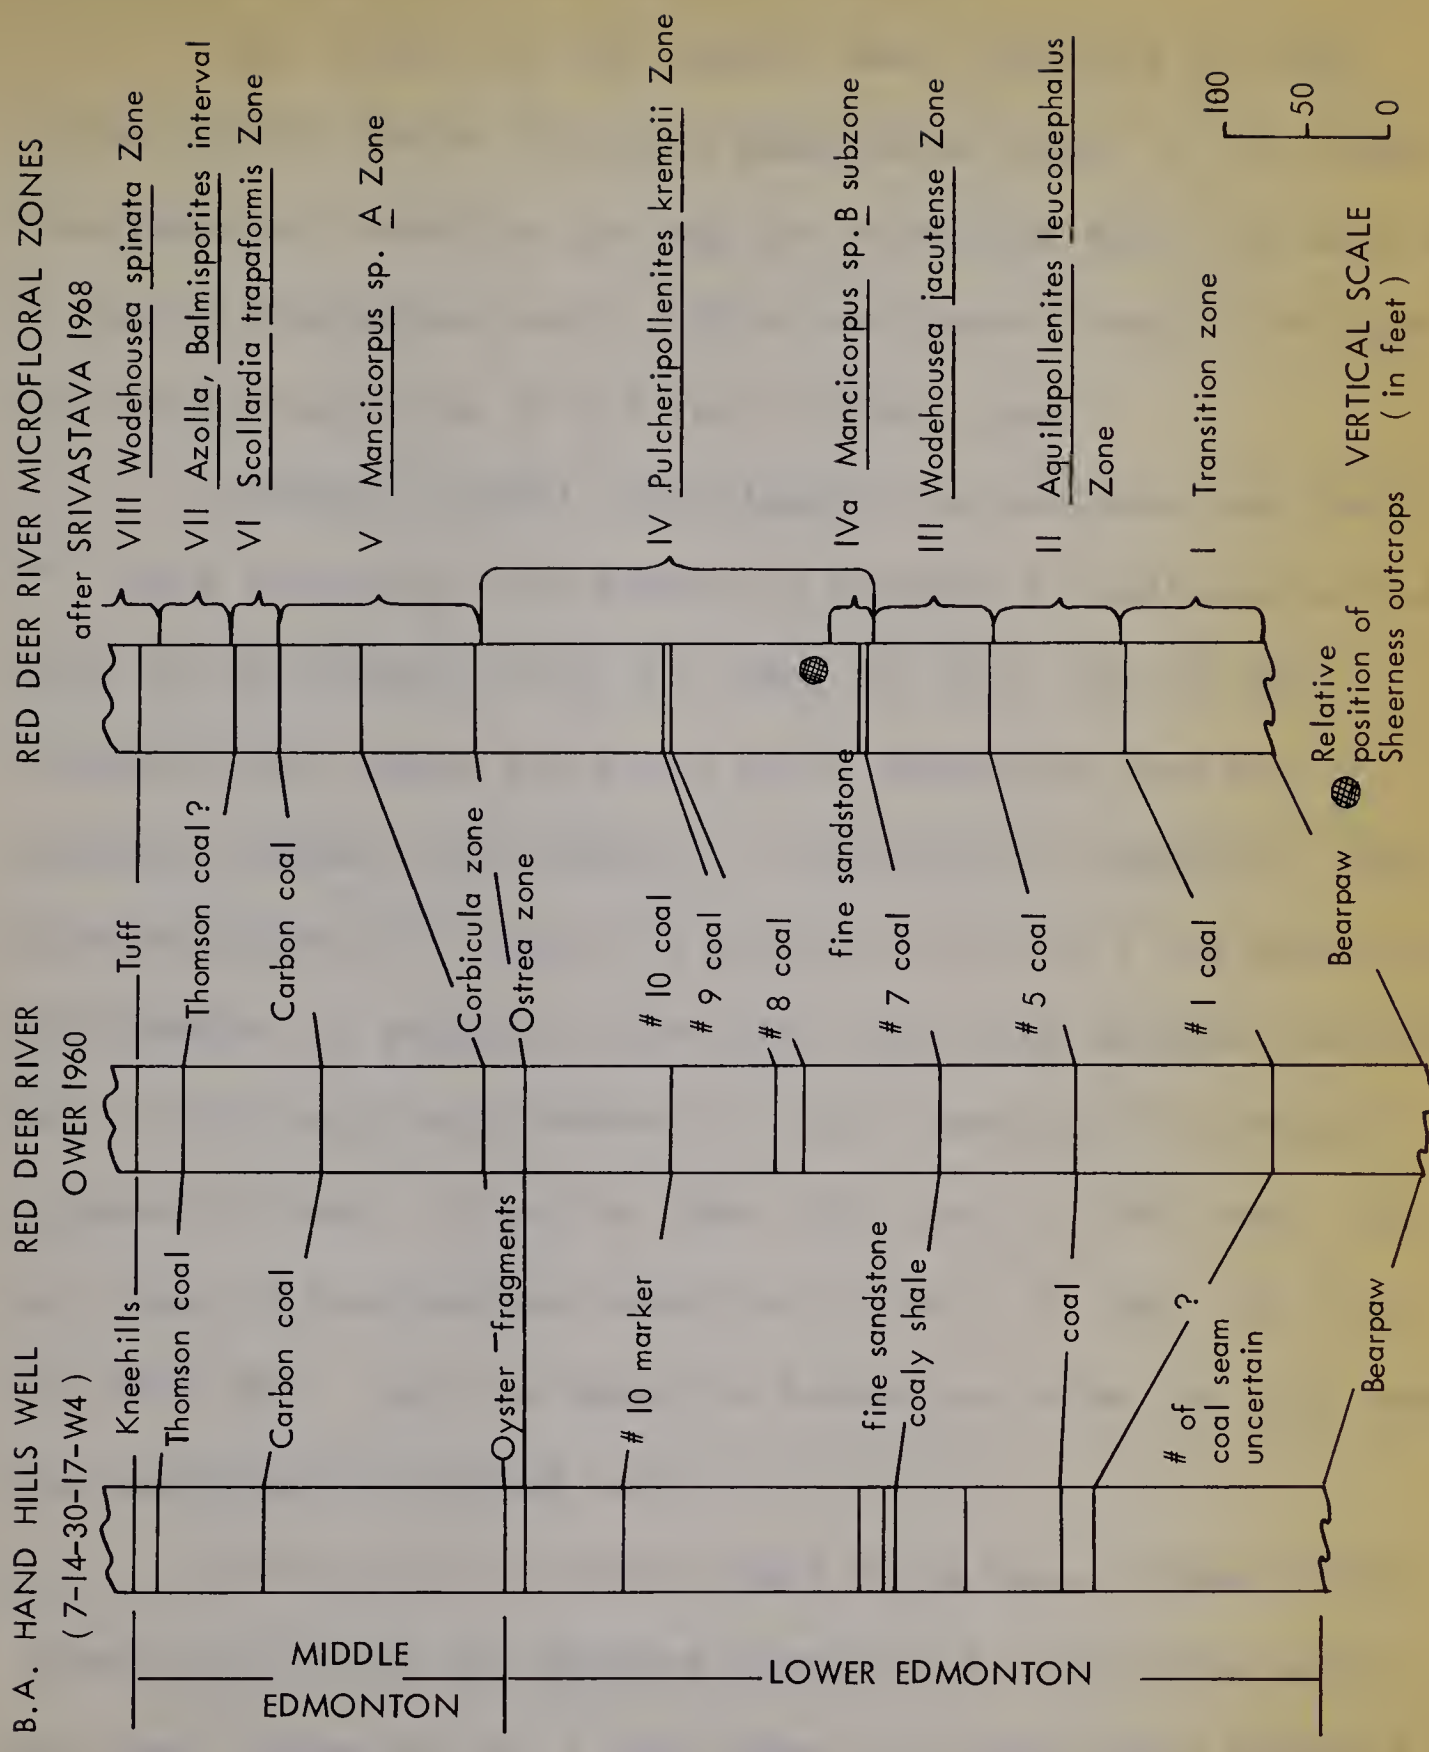 B.A. HAND HILLS WELL
(7-14-30-17-W4)
RED DEER RIVER
OWER 1960
RED DEER RIVER MICROFLORAL ZONES
after SRIVASTAVA 1968
MIDDLE
EDMONTON
LOWER EDMONTON
Kneehills
Tuff
Thomson coal
Carbon coal
Oyster fragments
# 10 marker
fine sandstone
coaly shale
coal
?
# of
coal seam
uncertain
Bearpaw
Thomson coal?
Carbon coal
Corbicula zone
Ostrea zone
# 10 coal
# 9 coal
# 8 coal
fine sandstone
# 7 coal
# 5 coal
# 1 coal
Bearpaw
VIII Wodehousea spinata Zone
VII Azolla, Balmisporites interval
VI Scollardia trapaformis Zone
V Mancicorpus sp. A Zone
IV Pulcheripollenites krempii Zone
IVa Mancicorpus sp. B subzone
III Wodehousea jacutense Zone
II Aquilapollenites leucocephalus
Zone
I Transition zone
Relative
position of
Sheerness outcrops
VERTICAL SCALE
(in feet)
100
50
0